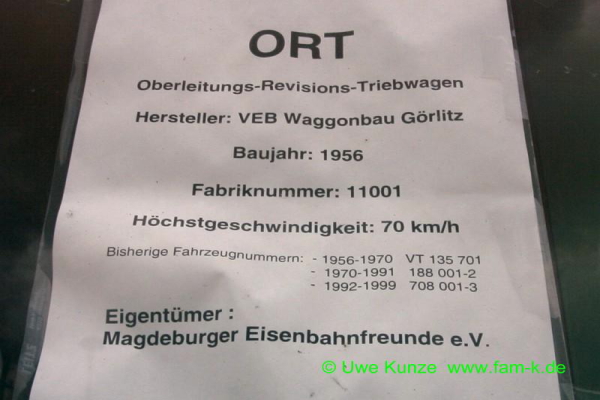 ORT
Oberleitungs-Revisions-Triebwagen
Hersteller: VEB Waggonbau Görlitz
Baujahr: 1956
Fabriknummer: 11001
Höchstgeschwindigkeit: 70 km/h
Bisherige Fahrzeugnummern: - 1956-1970 VT 135 701
- 1970-1991 188 001-2
- 1992-1999 708 001-3
Eigentümer :
Magdeburger Eisenbahnfreunde e.V.
© Uwe Kunze www.fam-k.de